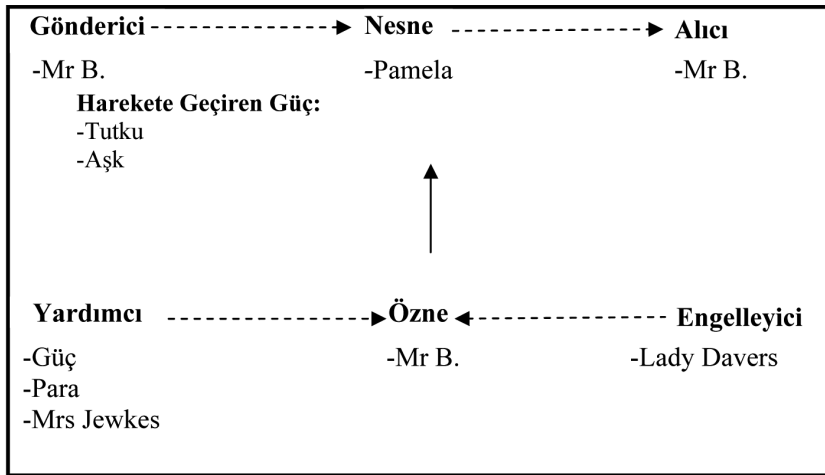 Gönderici Nesne Alıcı
-Mr B. -Pamela -Mr B.
Harekete Geçiren Güç:
-Tutku
-Aşk
Yardımcı Özne Engelleyici
-Güç -Mr B. -Lady Davers
-Para
-Mrs Jewkes